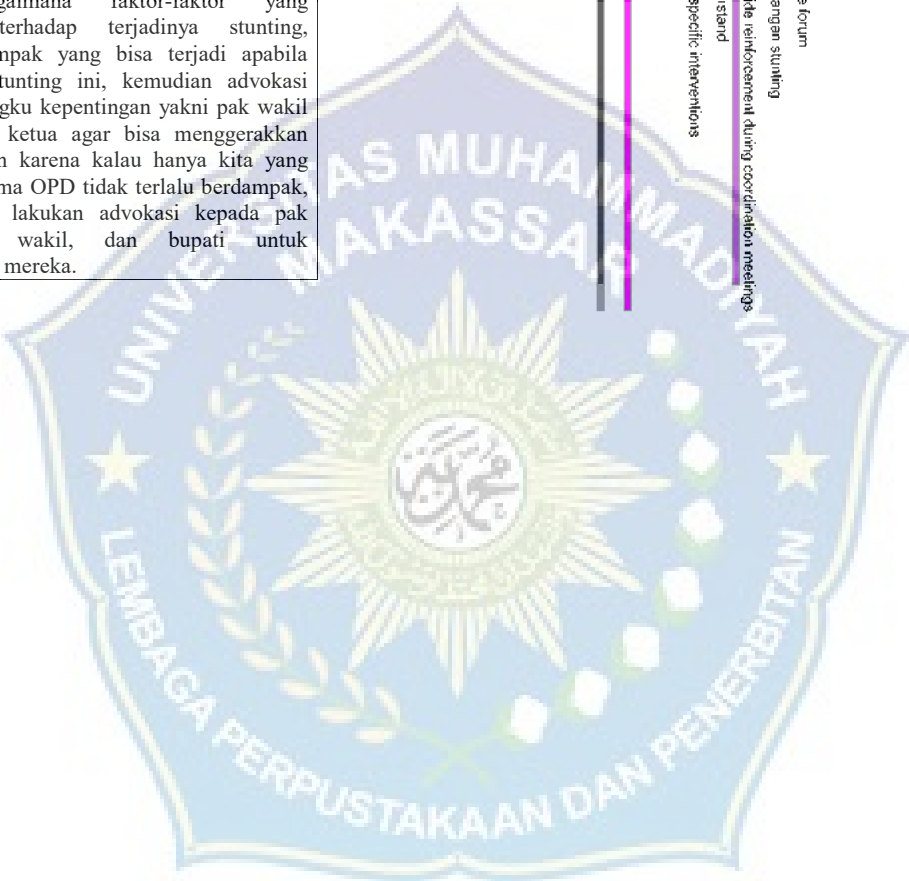 gaimana faktor-faktor yang
terhadap terjadinya stunting,
mpak yang bisa terjadi apabila
tunting ini, kemudian advokasi
gku kepentingan yakni pak wakil
ketua agar bisa menggerakkan
n karena kalau hanya kita yang
ma OPD tidak terlalu berdampak,
lakukan advokasi kepada pak
wakil, dan bupati untuk
mereka.
e forum
angan stunting
de reinforcement during coordination meetings
rstand
specific interventions
UNIVERSITAS MUHAMMADIYAH
MAKASSAR
LEMBAGA PERPUSTAKAAN DAN PENERBITAN